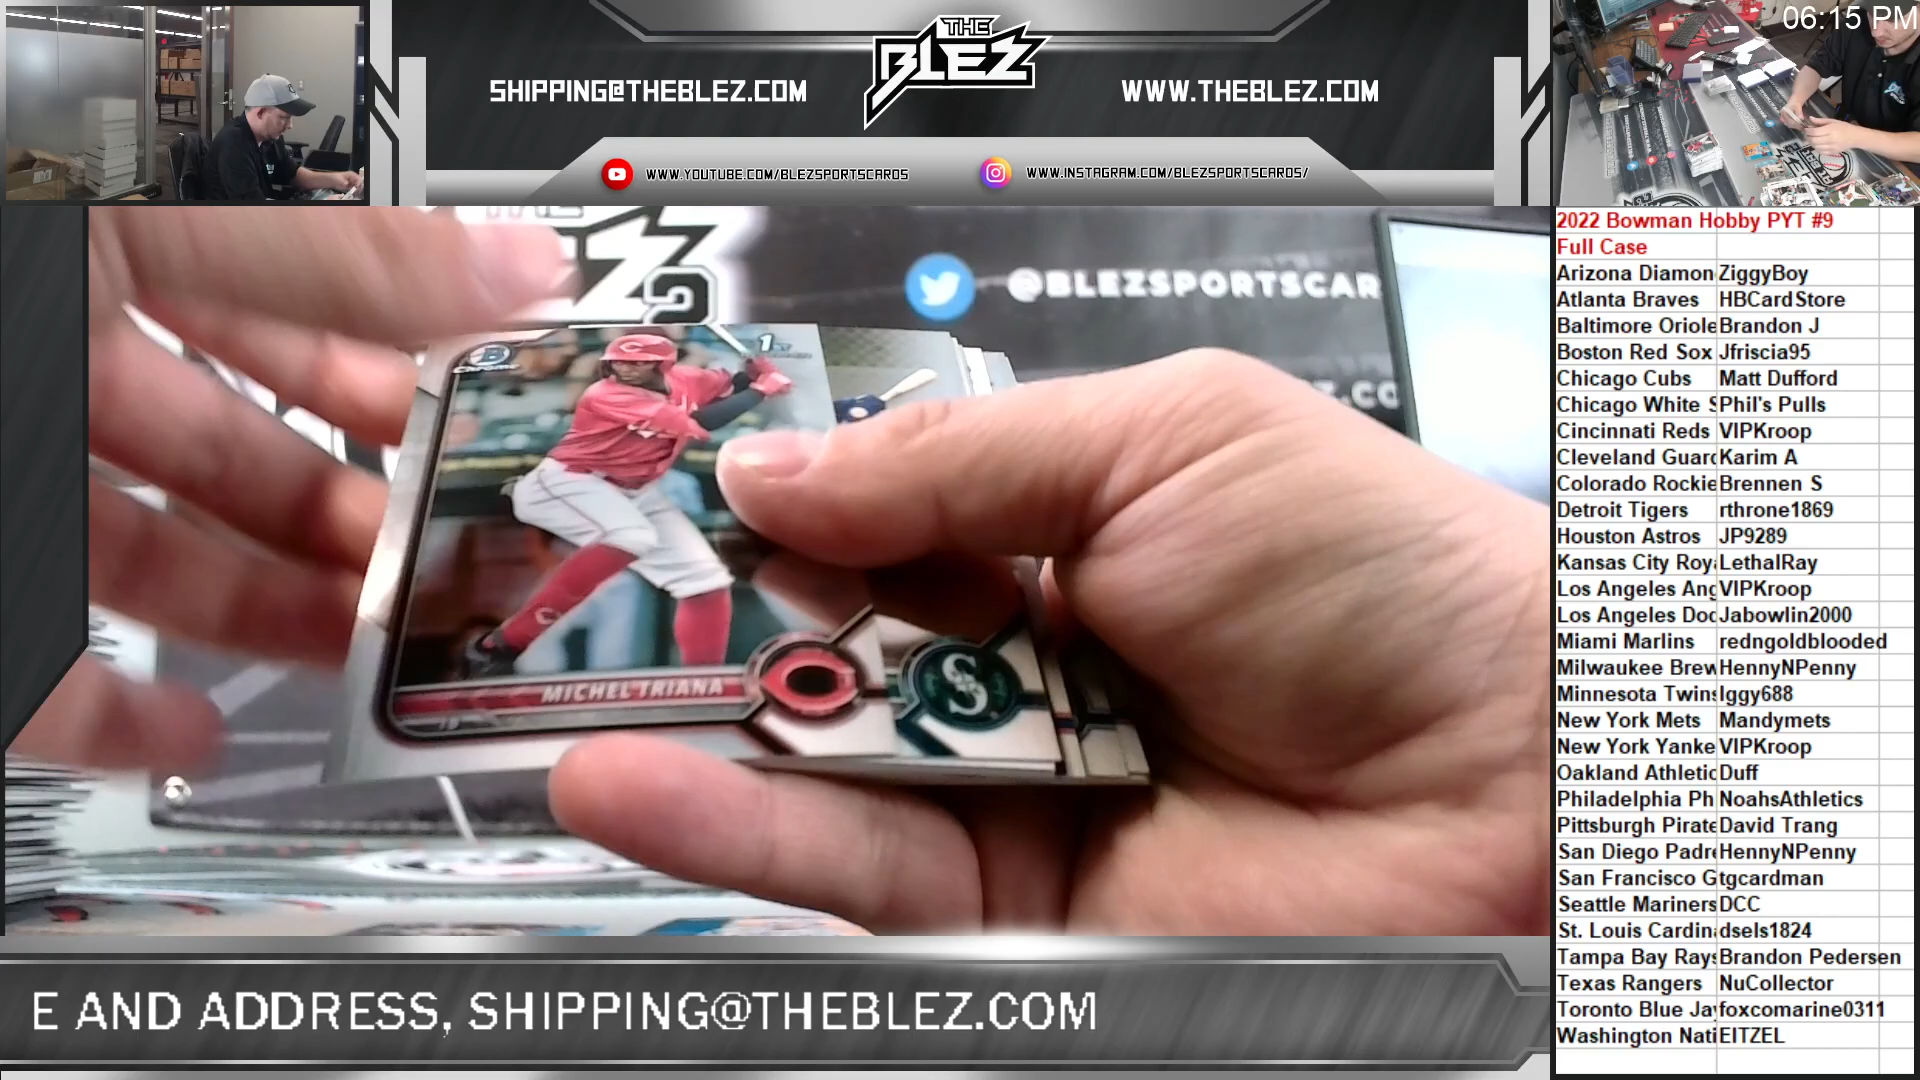 THE
BLEZ
SHIPPING@THEBLEZ.COM
WWW.THEBLEZ.COM
WWW.YOUTUBE.COM/BLEZSPORTSCARDS
WWW.INSTAGRAM.COM/BLEZSPORTSCARDS/
06:15 PM
@BLEZSPORTSCAR
1ST
Chrome
MICHEL TRIANA
E AND ADDRESS, SHIPPING@THEBLEZ.COM
2022 Bowman Hobby PYT #9
Full Case
Arizona Diamon ZiggyBoy
Atlanta Braves HBCardStore
Baltimore Oriole Brandon J
Boston Red Sox Jfriscia95
Chicago Cubs Matt Dufford
Chicago White S Phil's Pulls
Cincinnati Reds VIPKroop
Cleveland Guard Karim A
Colorado Rockie Brennen S
Detroit Tigers rthrone1869
Houston Astros JP9289
Kansas City Roya LethalRay
Los Angeles Ang VIPKroop
Los Angeles Doc Jabowlin2000
Miami Marlins redngoldblooded
Milwaukee Brew HennyNPenny
Minnesota Twins Iggy688
New York Mets Mandymets
New York Yanke VIPKroop
Oakland Athletic Duff
Philadelphia Ph NoahsAthletics
Pittsburgh Pirate David Trang
San Diego Padre HennyNPenny
San Francisco G tgcardman
Seattle Mariners DCC
St. Louis Cardina dsels1824
Tampa Bay Rays Brandon Pedersen
Texas Rangers NuCollector
Toronto Blue Jay foxcomarine0311
Washington Nati EITZEL